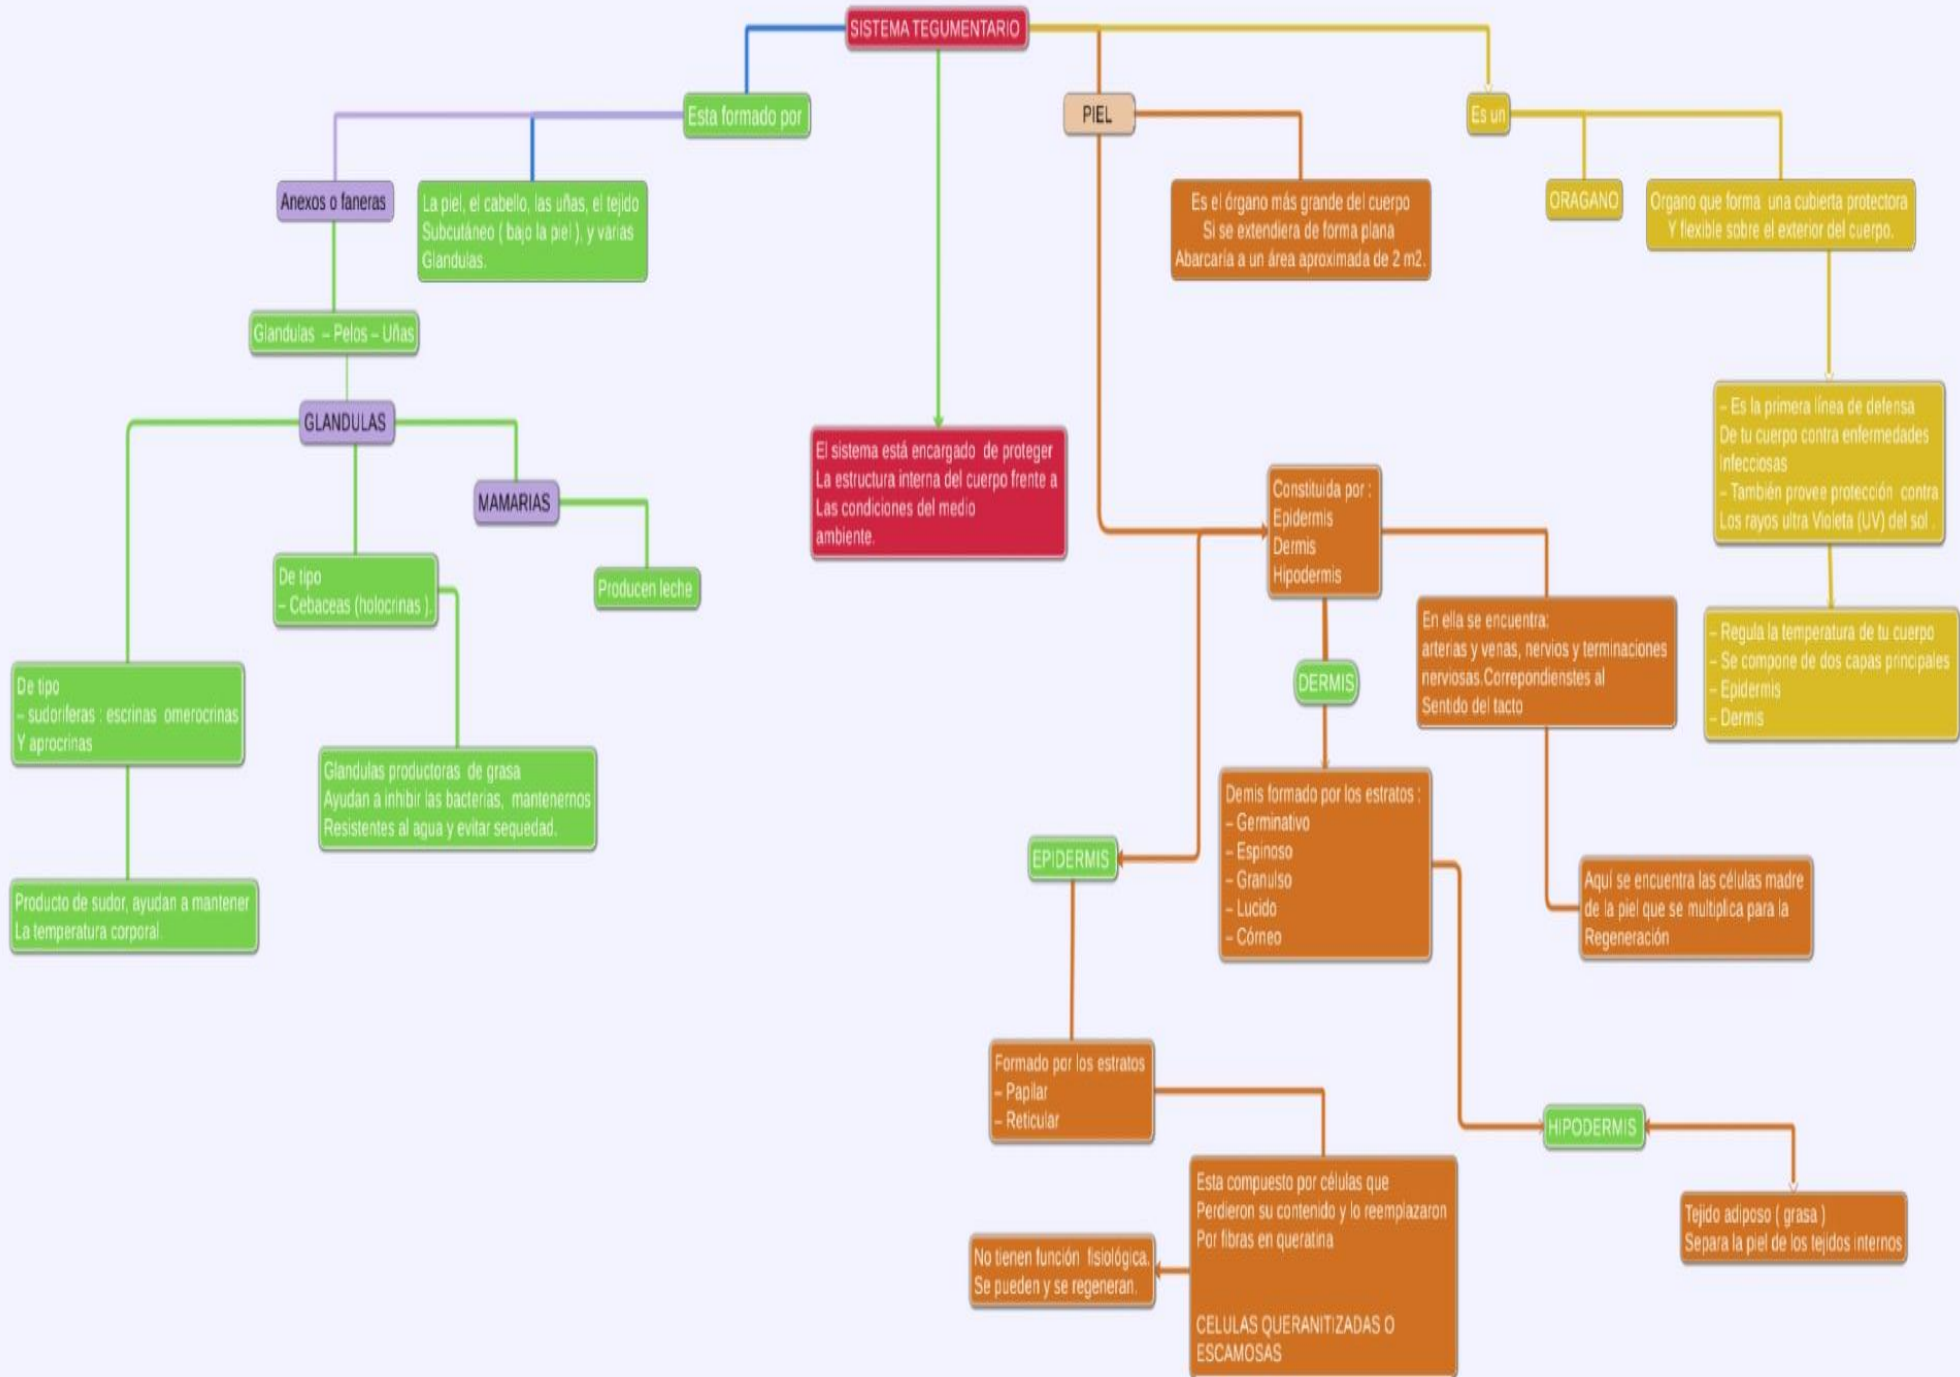 SISTEMA TEGUMENTARIO
Esta formado por
PIEL
Es un
Anexos o faneras
La piel, el cabello, las uñas, el tejido
Subcutáneo ( bajo la piel ), y varias
Glandulas.
Es el órgano más grande del cuerpo
Si se extendiera de forma plana
Abarcaría a un área aproximada de 2 m2.
ORAGANO
Organo que forma una cubierta protectora
Y flexible sobre el exterior del cuerpo.
Glandulas – Pelos – Uñas
GLANDULAS
MAMARIAS
Producen leche
De tipo
– Cebaceas (holocrinas ).
De tipo
– sudoriferas : escrinas omerocrinas
Y aprocrinas
Glandulas productoras de grasa
Ayudan a inhibir las bacterias, mantenernos
Resistentes al agua y evitar sequedad.
Producto de sudor, ayudan a mantener
La temperatura corporal.
El sistema está encargado de proteger
La estructura interna del cuerpo frente a
Las condiciones del medio
ambiente.
Constituida por :
Epidermis
Dermis
Hipodermis
– Es la primera línea de defensa
De tu cuerpo contra enfermedades
Infecciosas
– También provee protección contra
Los rayos ultra Violeta (UV) del sol .
En ella se encuentra:
arterias y venas, nervios y terminaciones
nerviosas.Correpondienstes al
Sentido del tacto
– Regula la temperatura de tu cuerpo
– Se compone de dos capas principales
– Epidermis
– Dermis
DERMIS
Demis formado por los estratos :
– Germinativo
– Espinoso
– Granulso
– Lucido
– Córneo
EPIDERMIS
Aquí se encuentra las células madre
de la piel que se multiplica para la
Regeneración
Formado por los estratos
– Papilar
– Reticular
HIPODERMIS
Esta compuesto por células que
Perdieron su contenido y lo reemplazaron
Por fibras en queratina
CELULAS QUERANITIZADAS O
ESCAMOSAS
No tienen función fisiológica.
Se pueden y se regeneran.
Tejido adiposo ( grasa )
Separa la piel de los tejidos internos